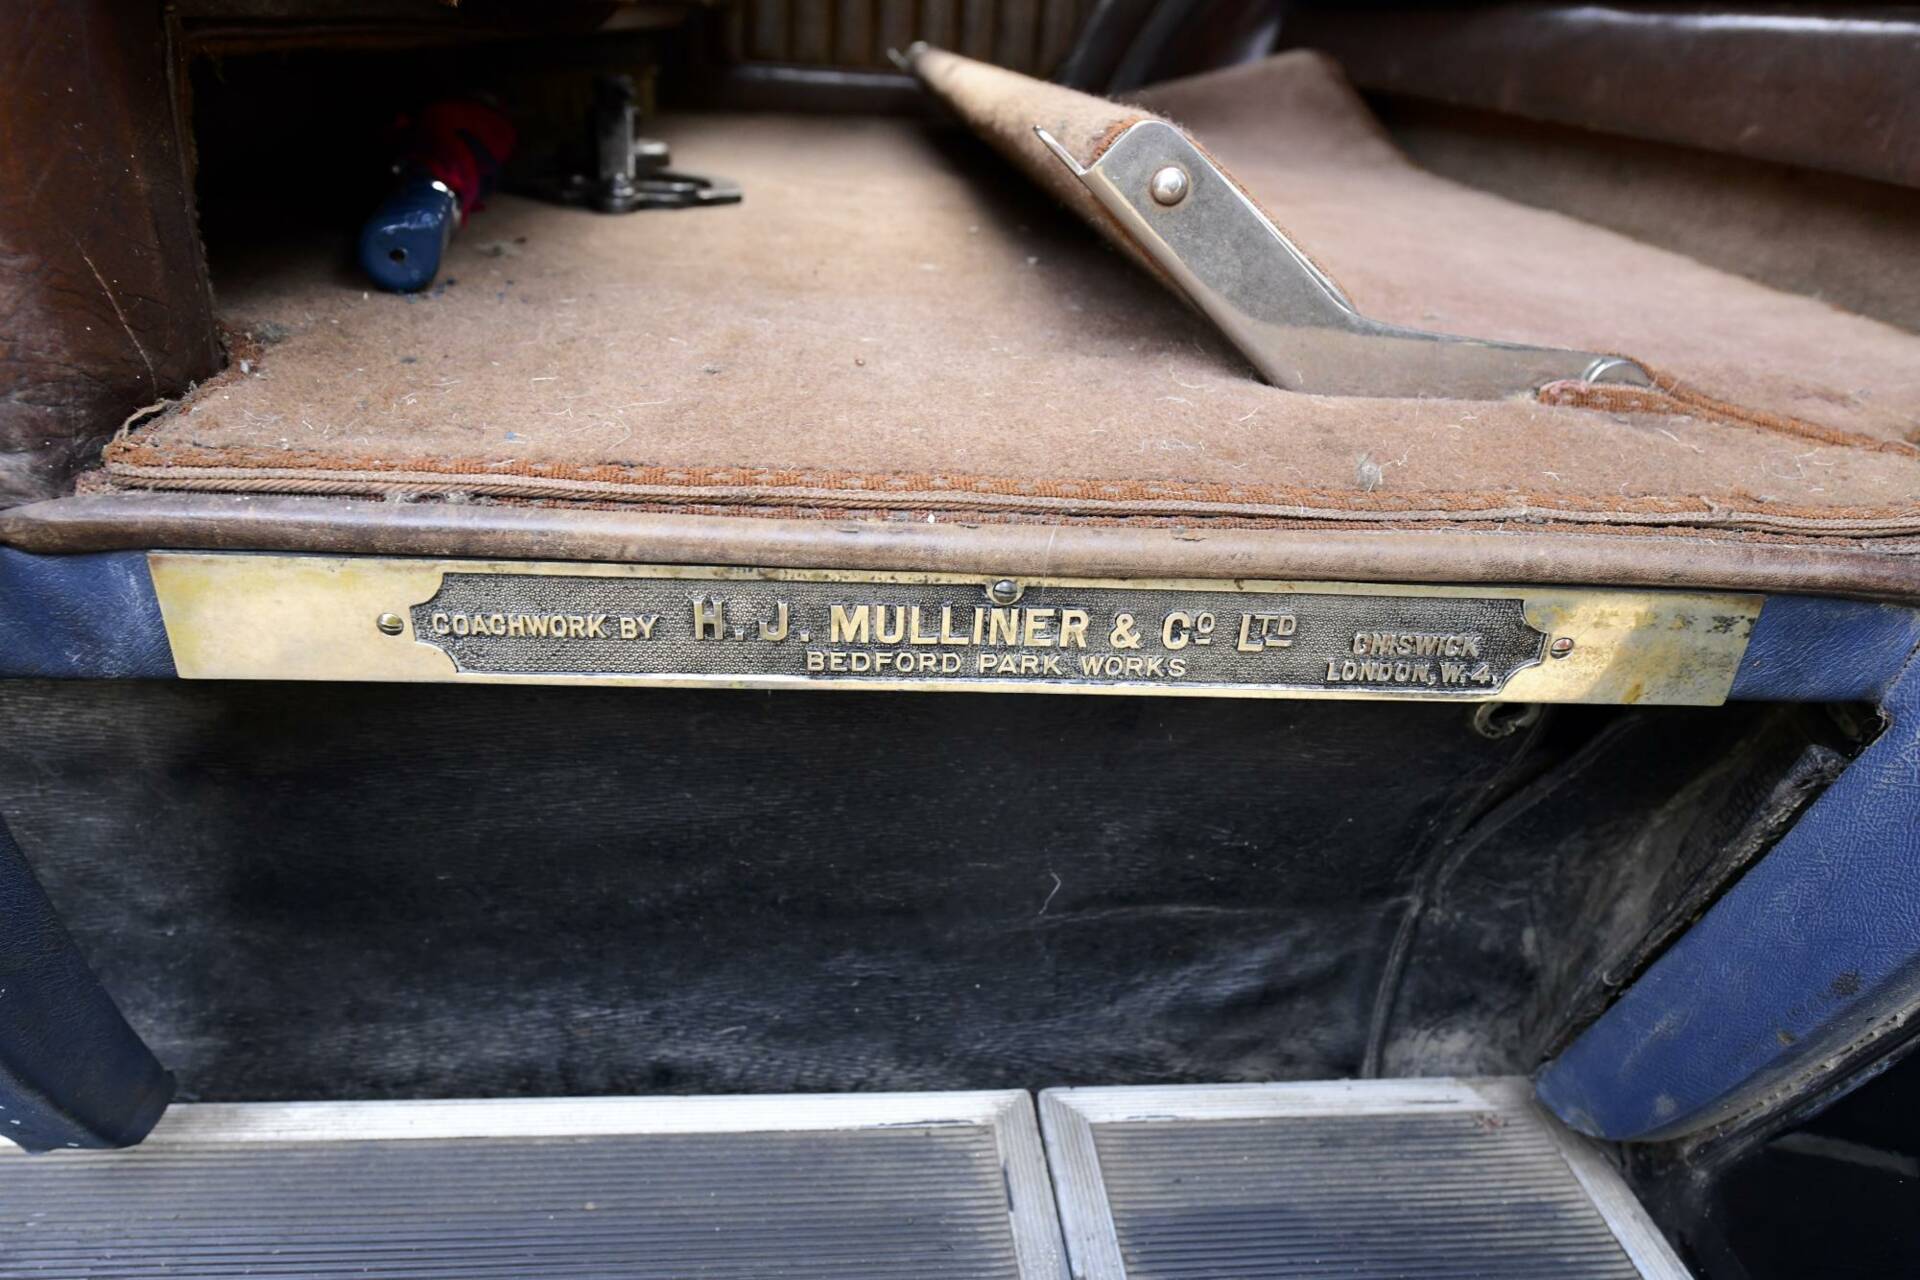 COACHWORK BY H. J. MULLINER & Cº LTD
BEDFORD PARK WORKS
CHISWICK
LONDON, W.4.